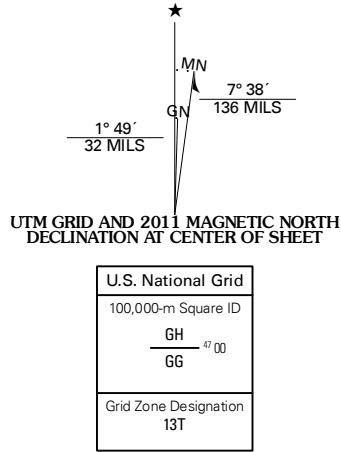 ★
MN
GN
7° 38´
136 MILS
1° 49´
32 MILS
UTM GRID AND 2011 MAGNETIC NORTH
DECLINATION AT CENTER OF SHEET
U.S. National Grid
100,000-m Square ID
GH
47 00
GG
Grid Zone Designation
13T